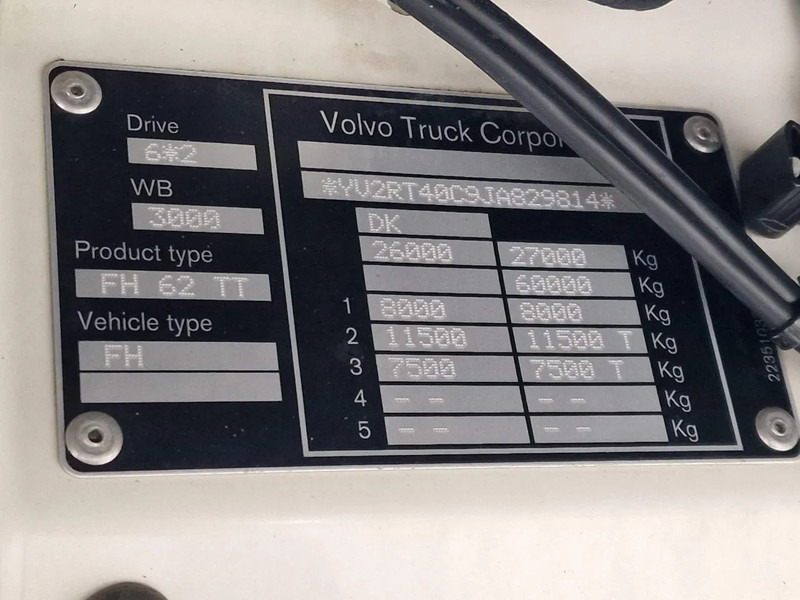 Drive
6*2
WB
3000
Product type
FH 62 TT
Vehicle type
FH
Volvo Truck
*YV2RT40C9JA829814*
DK
26000 27000 Kg
60000 Kg
1 8000 8000 Kg
2 11500 11500 T Kg
3 7500 7500 T Kg
4 -- -- Kg
5 -- -- Kg